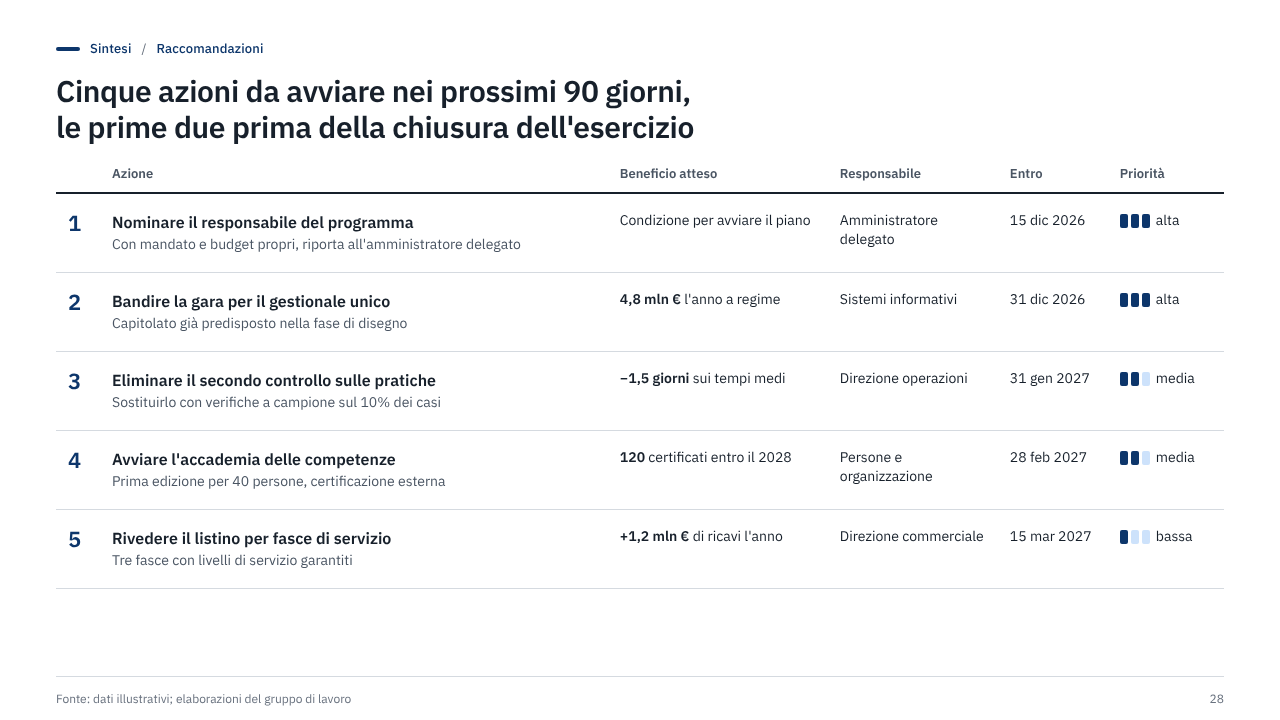 Sintesi / Raccomandazioni
Cinque azioni da avviare nei prossimi 90 giorni,
le prime due prima della chiusura dell'esercizio
Azione Beneficio atteso Responsabile Entro Priorità
1 Nominare il responsabile del programma
Con mandato e budget propri, riporta all'amministratore delegato
Condizione per avviare il piano
Amministratore
delegato
15 dic 2026
alta
2 Bandire la gara per il gestionale unico
Capitolato già predisposto nella fase di disegno
4,8 mln € l'anno a regime
Sistemi informativi
31 dic 2026
alta
3 Eliminare il secondo controllo sulle pratiche
Sostituirlo con verifiche a campione sul 10% dei casi
−1,5 giorni sui tempi medi
Direzione operazioni
31 gen 2027
media
4 Avviare l'accademia delle competenze
Prima edizione per 40 persone, certificazione esterna
120 certificati entro il 2028
Persone e
organizzazione
28 feb 2027
media
5 Rivedere il listino per fasce di servizio
Tre fasce con livelli di servizio garantiti
+1,2 mln € di ricavi l'anno
Direzione commerciale
15 mar 2027
bassa
Fonte: dati illustrativi; elaborazioni del gruppo di lavoro
28